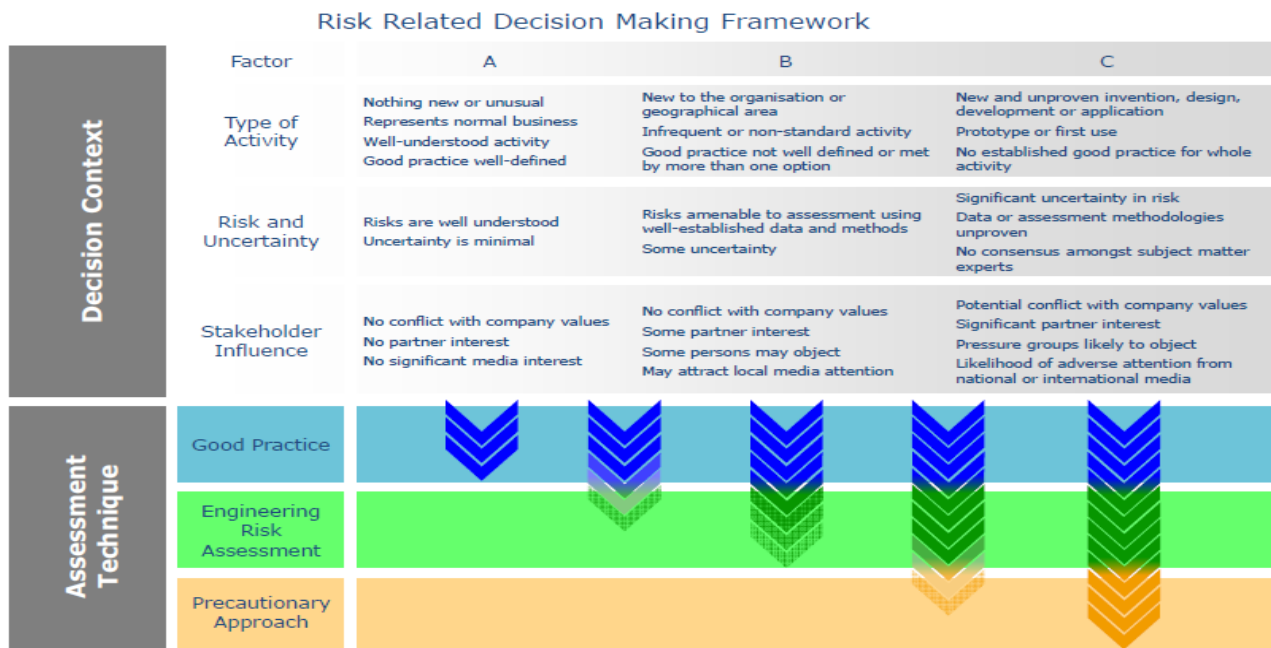 Risk Related Decision Making Framework
Decision Context
Factor
A
B
C
Type of
Activity
Nothing new or unusual
Represents normal business
Well-understood activity
Good practice well-defined
New to the organisation or
geographical area
Infrequent or non-standard activity
Good practice not well defined or met
by more than one option
New and unproven invention, design,
development or application
Prototype or first use
No established good practice for whole
activity
Risk and
Uncertainty
Risks are well understood
Uncertainty is minimal
Risks amenable to assessment using
well-established data and methods
Some uncertainty
Significant uncertainty in risk
Data or assessment methodologies
unproven
No consensus amongst subject matter
experts
Stakeholder
Influence
No conflict with company values
No partner interest
No significant media interest
No conflict with company values
Some partner interest
Some persons may object
May attract local media attention
Potential conflict with company values
Significant partner interest
Pressure groups likely to object
Likelihood of adverse attention from
national or international media
Assessment
Technique
Good Practice
Engineering
Risk
Assessment
Precautionary
Approach